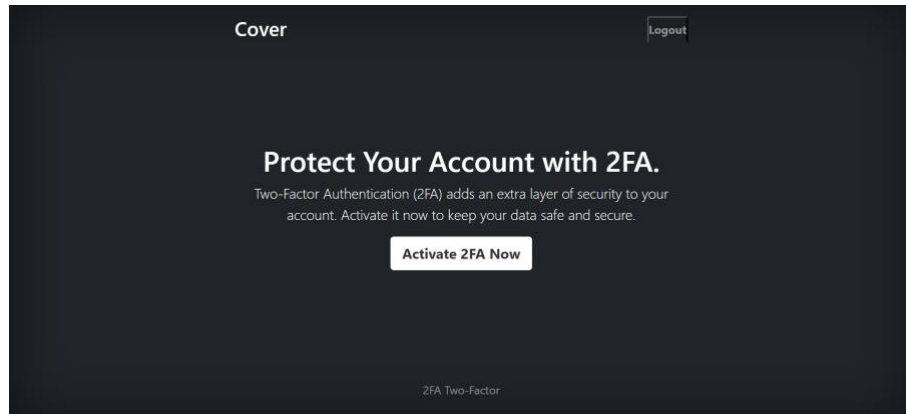 Cover
Logout
Protect Your Account with 2FA.
Two-Factor Authentication (2FA) adds an extra layer of security to your
account. Activate it now to keep your data safe and secure.
Activate 2FA Now
2FA Two-Factor